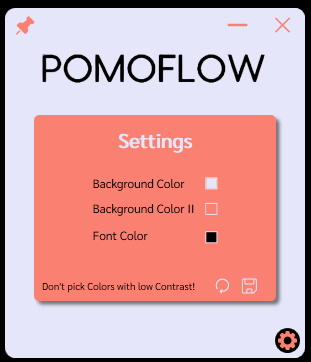 POMOFLOW
Settings
Background Color
Background Color II
Font Color
Don't pick Colors with low Contrast!